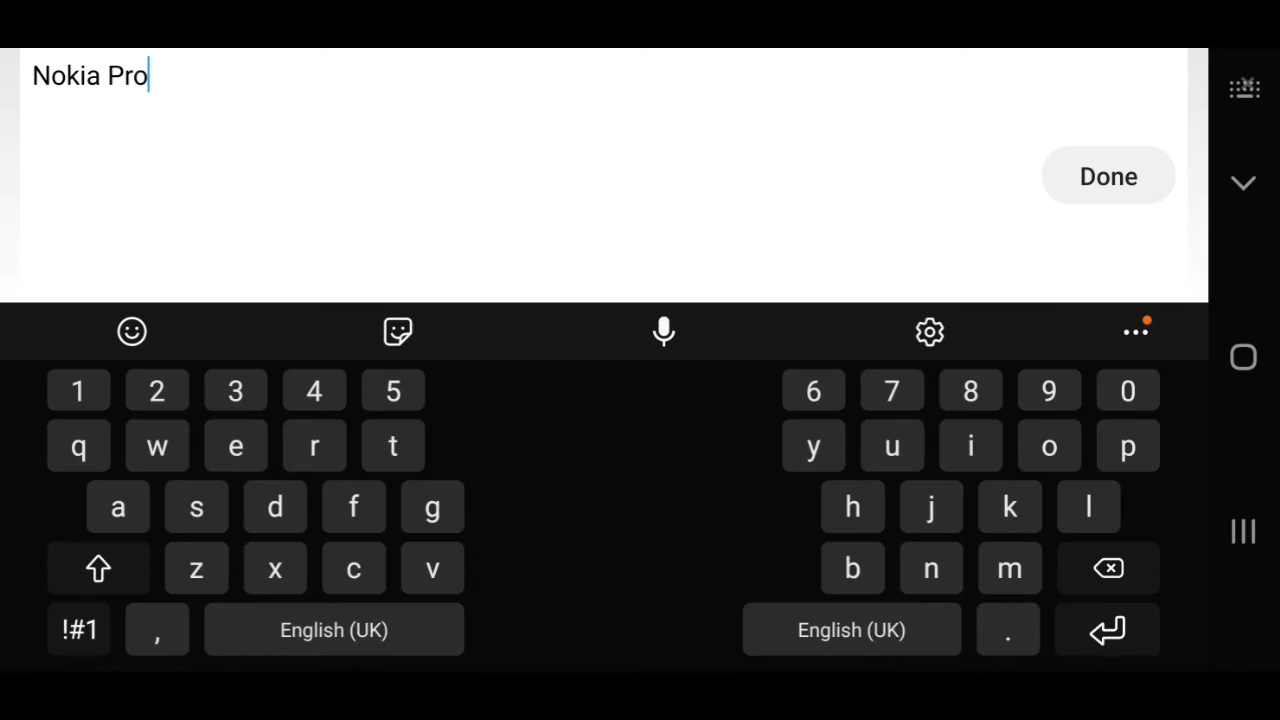 Nokia Pro
Done
1 2 3 4 5 6 7 8 9 0
q w e r t y u i o p
a s d f g h j k l
z x c v b n m
!#1 , English (UK) English (UK) .